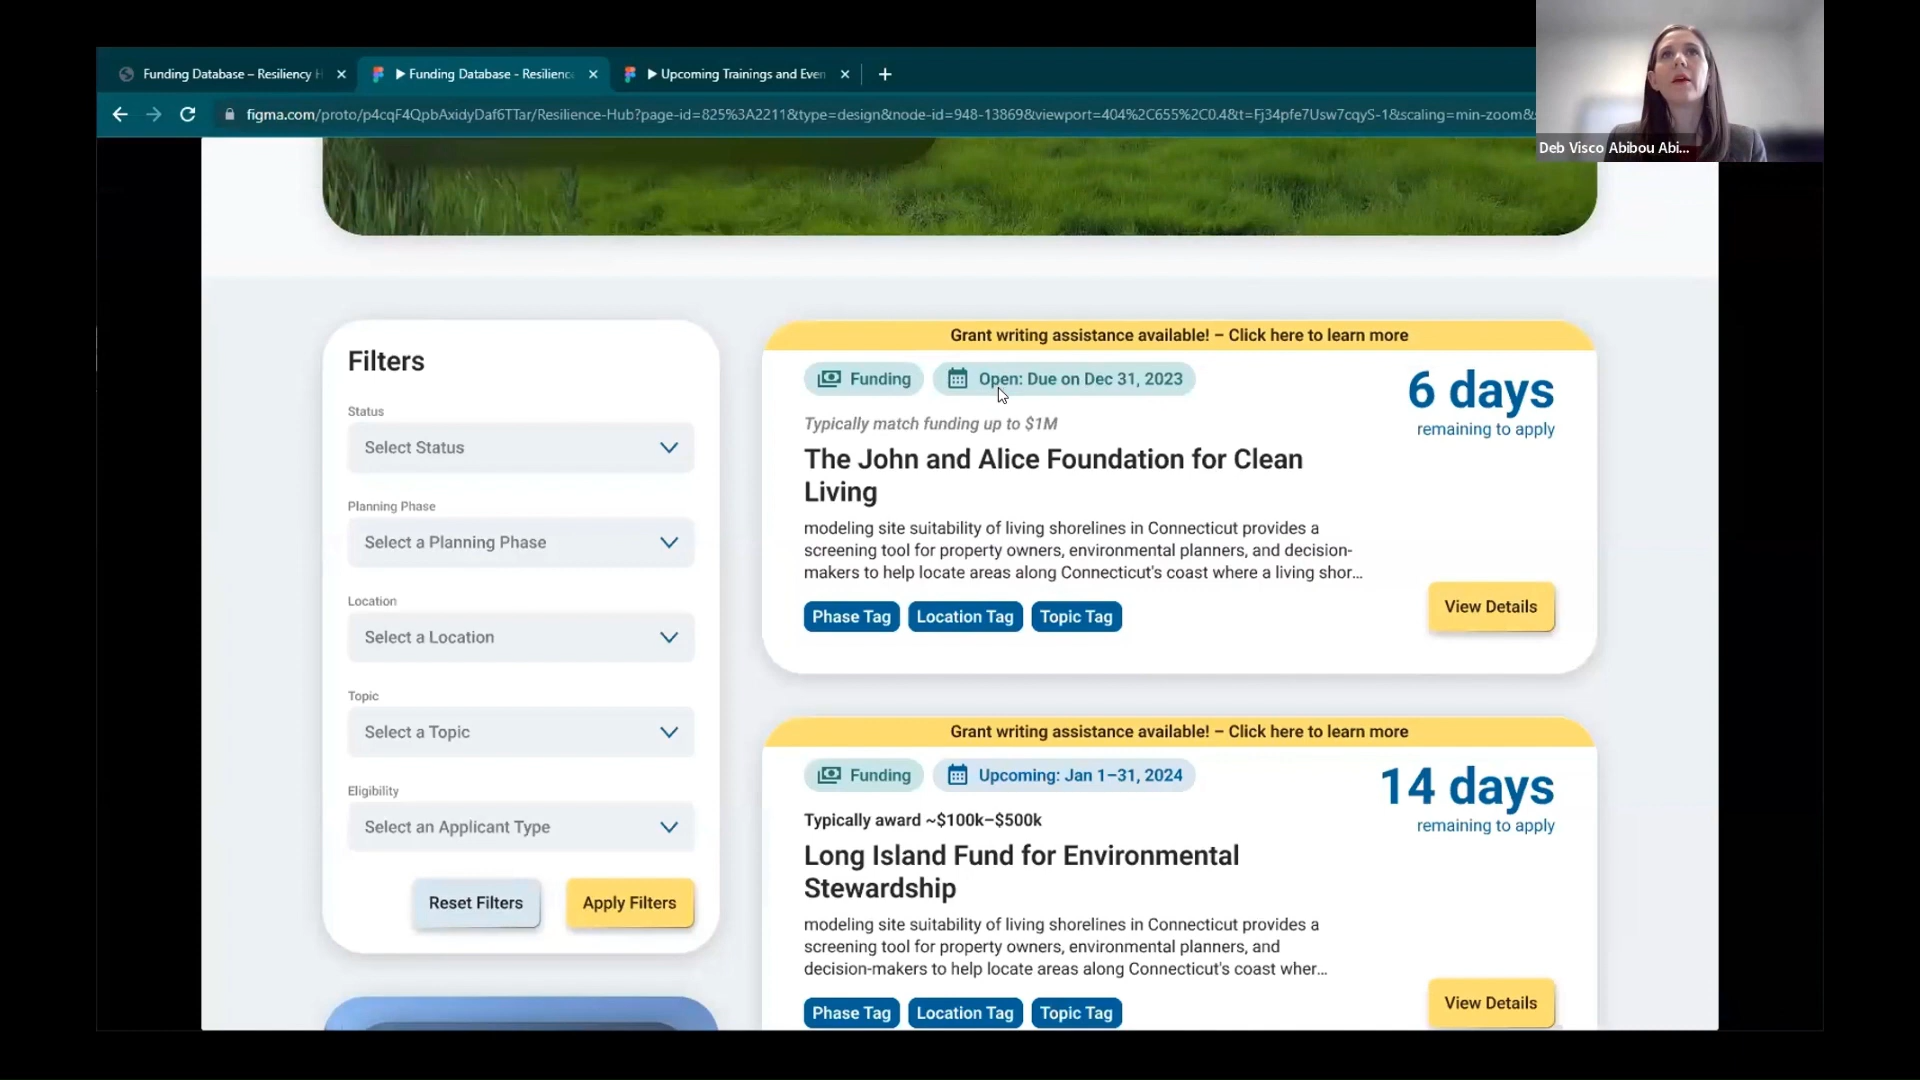 Funding Database – Resiliency H
Funding Database - Resilienc
Upcoming Trainings and Even
figma.com/proto/p4cqF4QpbAxidyDaf6TTar/Resilience-Hub?page-id=825%3A2211&type=design&node-id=948-13869&viewport=404%2C655%2C0.4&t=Fj34pfe7Usw7cqyS-1&scaling=min-zoom&s
Deb Visco Abibou Abi...
Filters
Status
Select Status
Planning Phase
Select a Planning Phase
Location
Select a Location
Topic
Select a Topic
Eligibility
Select an Applicant Type
Reset Filters
Apply Filters
Grant writing assistance available! – Click here to learn more
Funding
Open: Due on Dec 31, 2023
6 days
remaining to apply
Typically match funding up to $1M
The John and Alice Foundation for Clean
Living
modeling site suitability of living shorelines in Connecticut provides a
screening tool for property owners, environmental planners, and decision-
makers to help locate areas along Connecticut's coast where a living shor...
Phase Tag
Location Tag
Topic Tag
View Details
Grant writing assistance available! – Click here to learn more
Funding
Upcoming: Jan 1–31, 2024
14 days
remaining to apply
Typically award ~$100k–$500k
Long Island Fund for Environmental
Stewardship
modeling site suitability of living shorelines in Connecticut provides a
screening tool for property owners, environmental planners, and
decision-makers to help locate areas along Connecticut's coast wher...
Phase Tag
Location Tag
Topic Tag
View Details